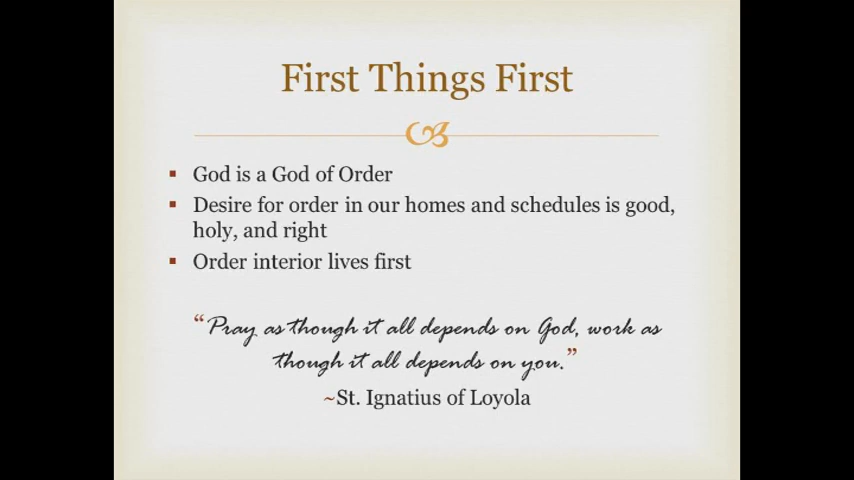 First Things First
▪ God is a God of Order
▪ Desire for order in our homes and schedules is good,
holy, and right
▪ Order interior lives first
“Pray as though it all depends on God, work as
though it all depends on you.”
~St. Ignatius of Loyola